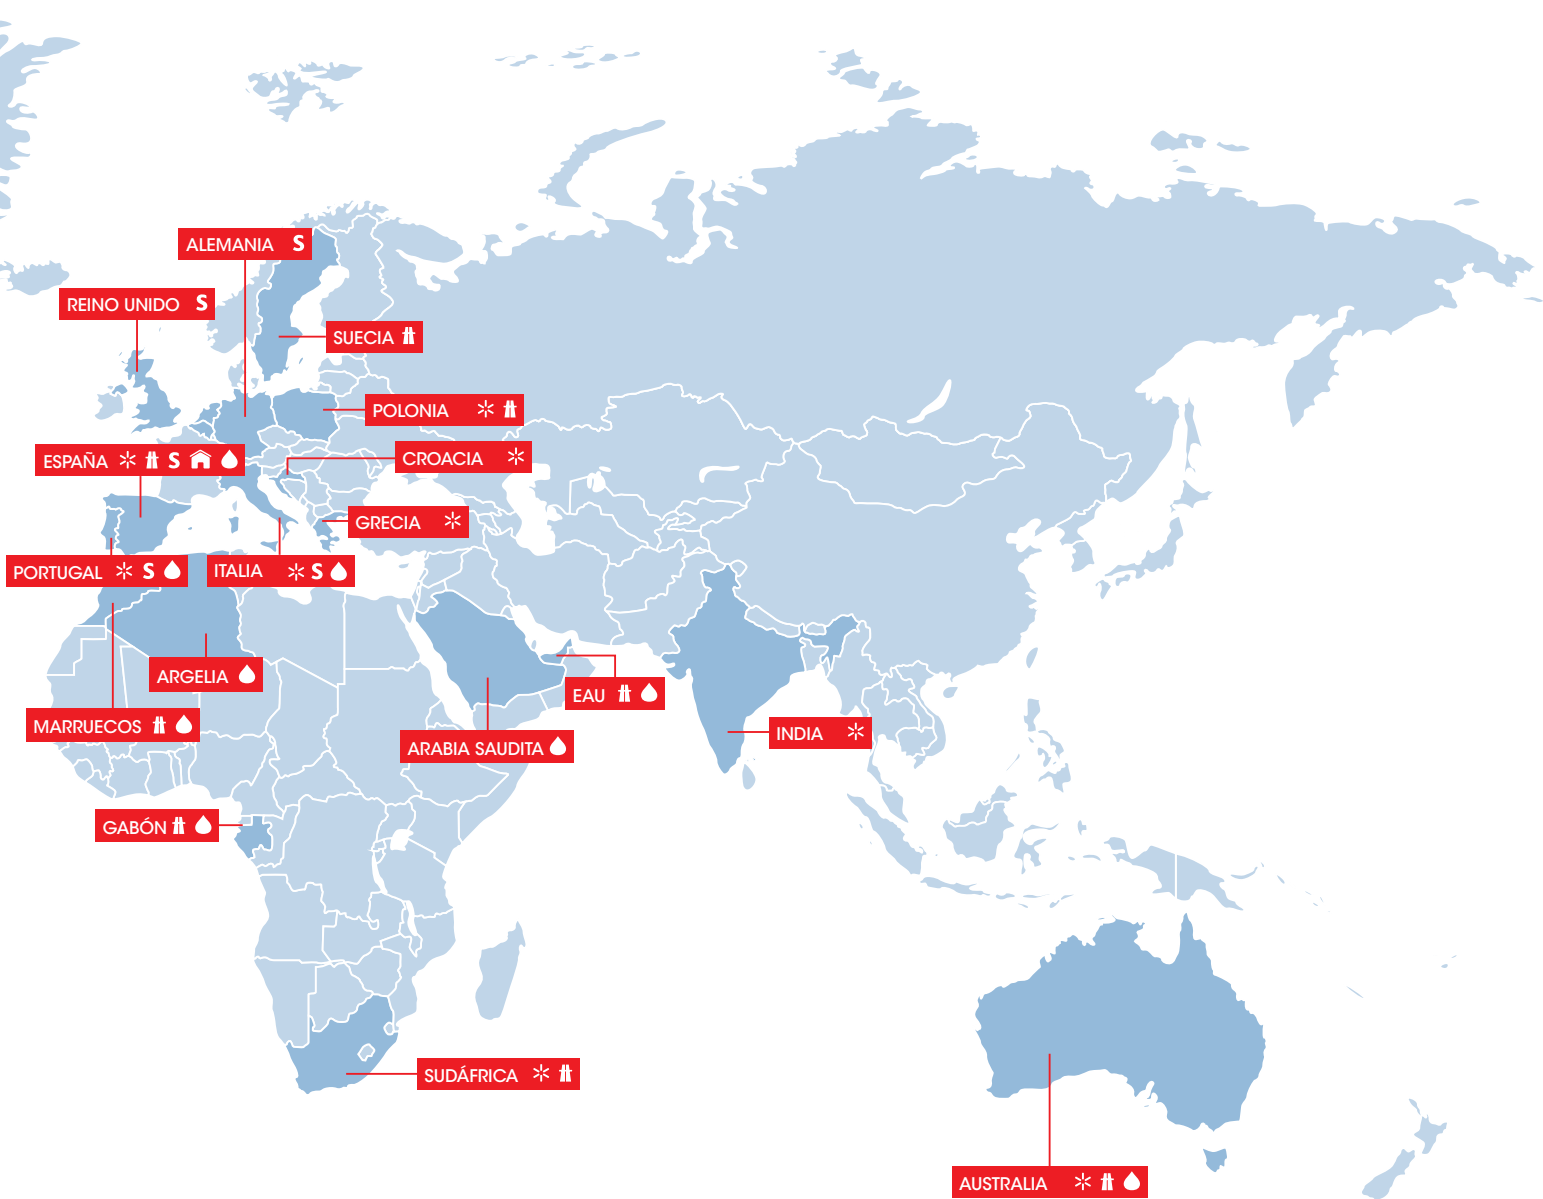 ALEMANIA S
REINO UNIDO S
SUECIA
POLONIA
CROACIA
ESPAÑA S
GRECIA
PORTUGAL S
ITALIA S
ARGELIA
EAU
MARRUECOS
INDIA
ARABIA SAUDITA
GABÓN
SUDÁFRICA
AUSTRALIA